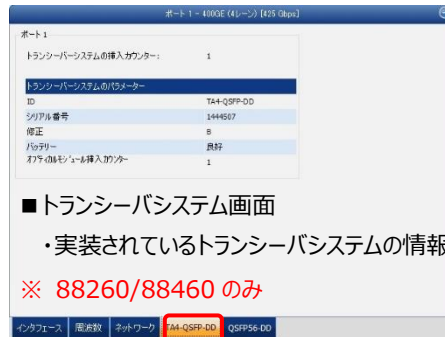 ポート 1 - 400GE (4レーン) [425 Gbps]
ポート 1
トランシーバーシステムの挿入カウンター: 1
トランシーバーシステムのパラメーター
ID TA4-QSFP-DD
シリアル番号 1444507
修正 B
バッテリー 良好
オプティカルモジュール挿入カウンター 1
■トランシーバシステム画面
・実装されているトランシーバシステムの情報
※ 88260/88460 のみ
インタフェース 周波数 ネットワーク TA4-QSFP-DD QSFP56-DD